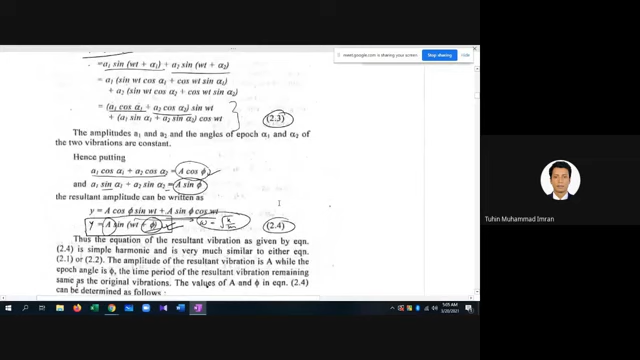 meet.google.com is sharing your screen.
Stop sharing
Hide
= a₁ sin (wt + α₁) + a₂ sin (wt + α₂)
= a₁ (sin wt cos α₁ + cos wt sin α₁)
+ a₂ (sin wt cos α₂ + cos wt sin α₂)
= (a₁ cos α₁ + a₂ cos α₂) sin wt
+ (a₁ sin α₁ + a₂ sin α₂) cos wt
(2.3)
The amplitudes a₁ and a₂ and the angles of epoch α₁ and α₂ of
the two vibrations are constant.
Hence putting
a₁ cos α₁ + a₂ cos α₂ = A cos ϕ,
and a₁ sin α₁ + a₂ sin α₂ = A sin ϕ
the resultant amplitude can be written as
y = A cos ϕ sin wt + A sin ϕ cos wt
y = A sin (wt + ϕ)
ω = √k/m
(2.4)
Thus the equation of the resultant vibration as given by eqn.
(2.4) is simple harmonic and is very much similar to either eqn.
(2.1) or (2.2). The amplitude of the resultant vibration is A while the
epoch angle is ϕ, the time period of the resultant vibration remaining
same as the original vibrations. The values of A and ϕ in eqn. (2.4)
can be determined as follows :
Tuhin Muhammad Imran
5:05 AM
3/28/2021